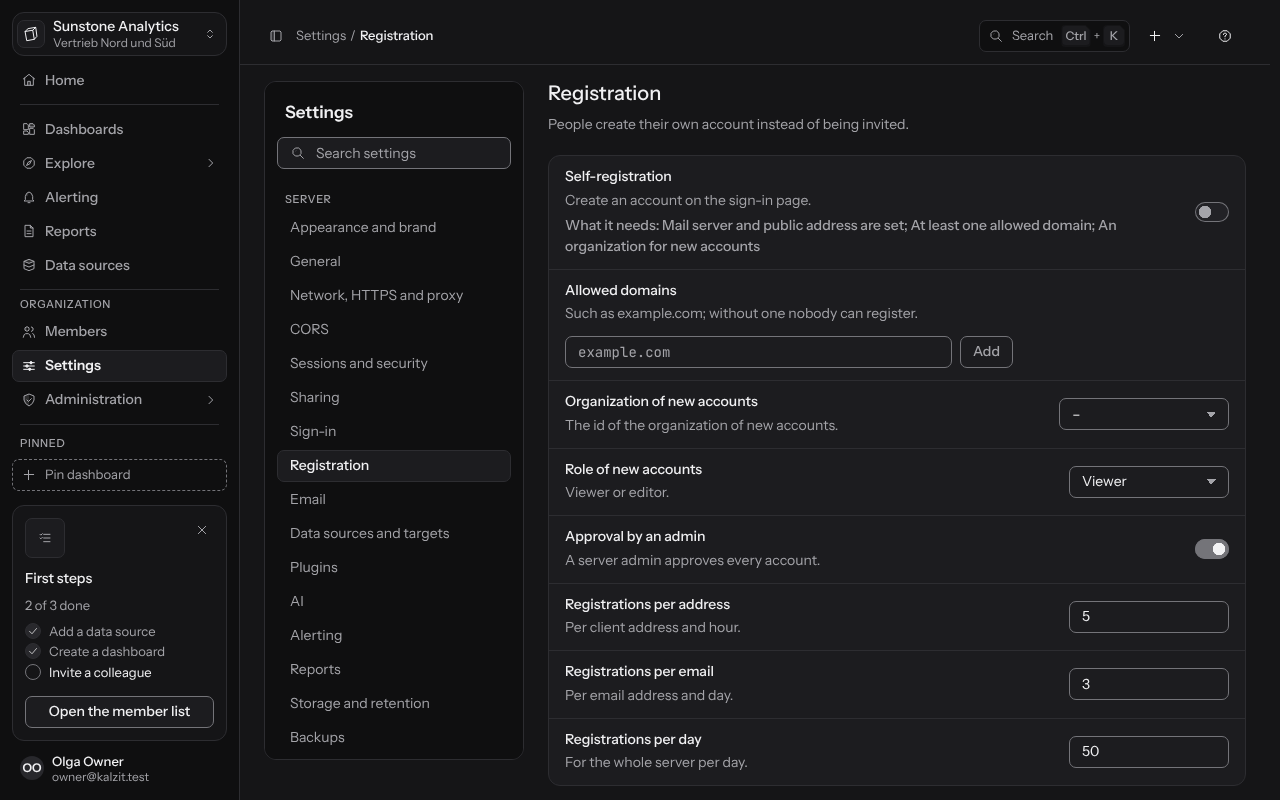 Sunstone Analytics
Vertrieb Nord und Süd
Home
Dashboards
Explore
Alerting
Reports
Data sources
ORGANIZATION
Members
Settings
Administration
PINNED
Pin dashboard
First steps
2 of 3 done
Add a data source
Create a dashboard
Invite a colleague
Open the member list
OO
Olga Owner
owner@kalzit.test
Settings / Registration
Search Ctrl + K
Settings
Search settings
SERVER
Appearance and brand
General
Network, HTTPS and proxy
CORS
Sessions and security
Sharing
Sign-in
Registration
Email
Data sources and targets
Plugins
AI
Alerting
Reports
Storage and retention
Backups
Registration
People create their own account instead of being invited.
Self-registration
Create an account on the sign-in page.
What it needs: Mail server and public address are set; At least one allowed domain; An
organization for new accounts
Allowed domains
Such as example.com; without one nobody can register.
example.com
Add
Organization of new accounts
The id of the organization of new accounts.
–
Role of new accounts
Viewer or editor.
Viewer
Approval by an admin
A server admin approves every account.
Registrations per address
Per client address and hour.
5
Registrations per email
Per email address and day.
3
Registrations per day
For the whole server per day.
50